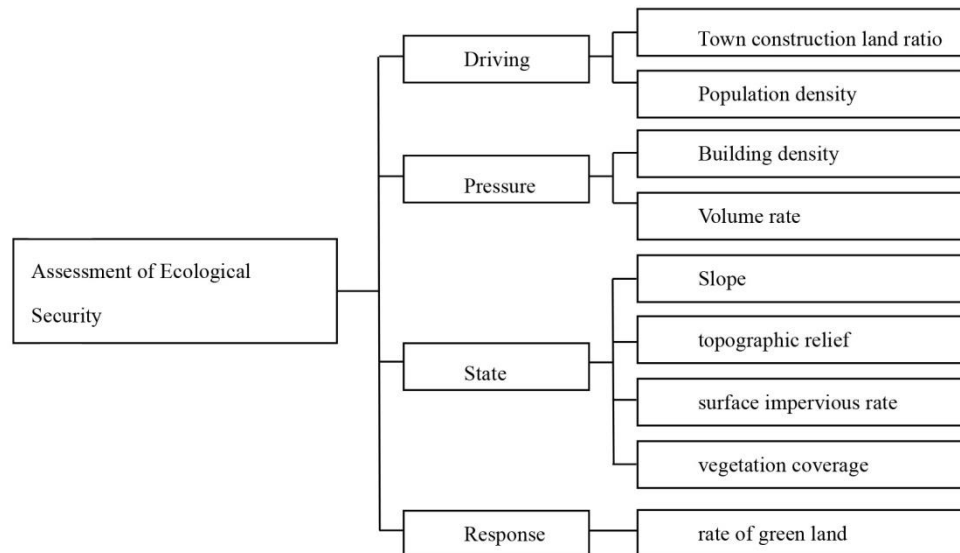 Town construction land ratio
Driving
Population density
Building density
Pressure
Volume rate
Assessment of Ecological
Security
Slope
topographic relief
State
surface impervious rate
vegetation coverage
Response
rate of green land